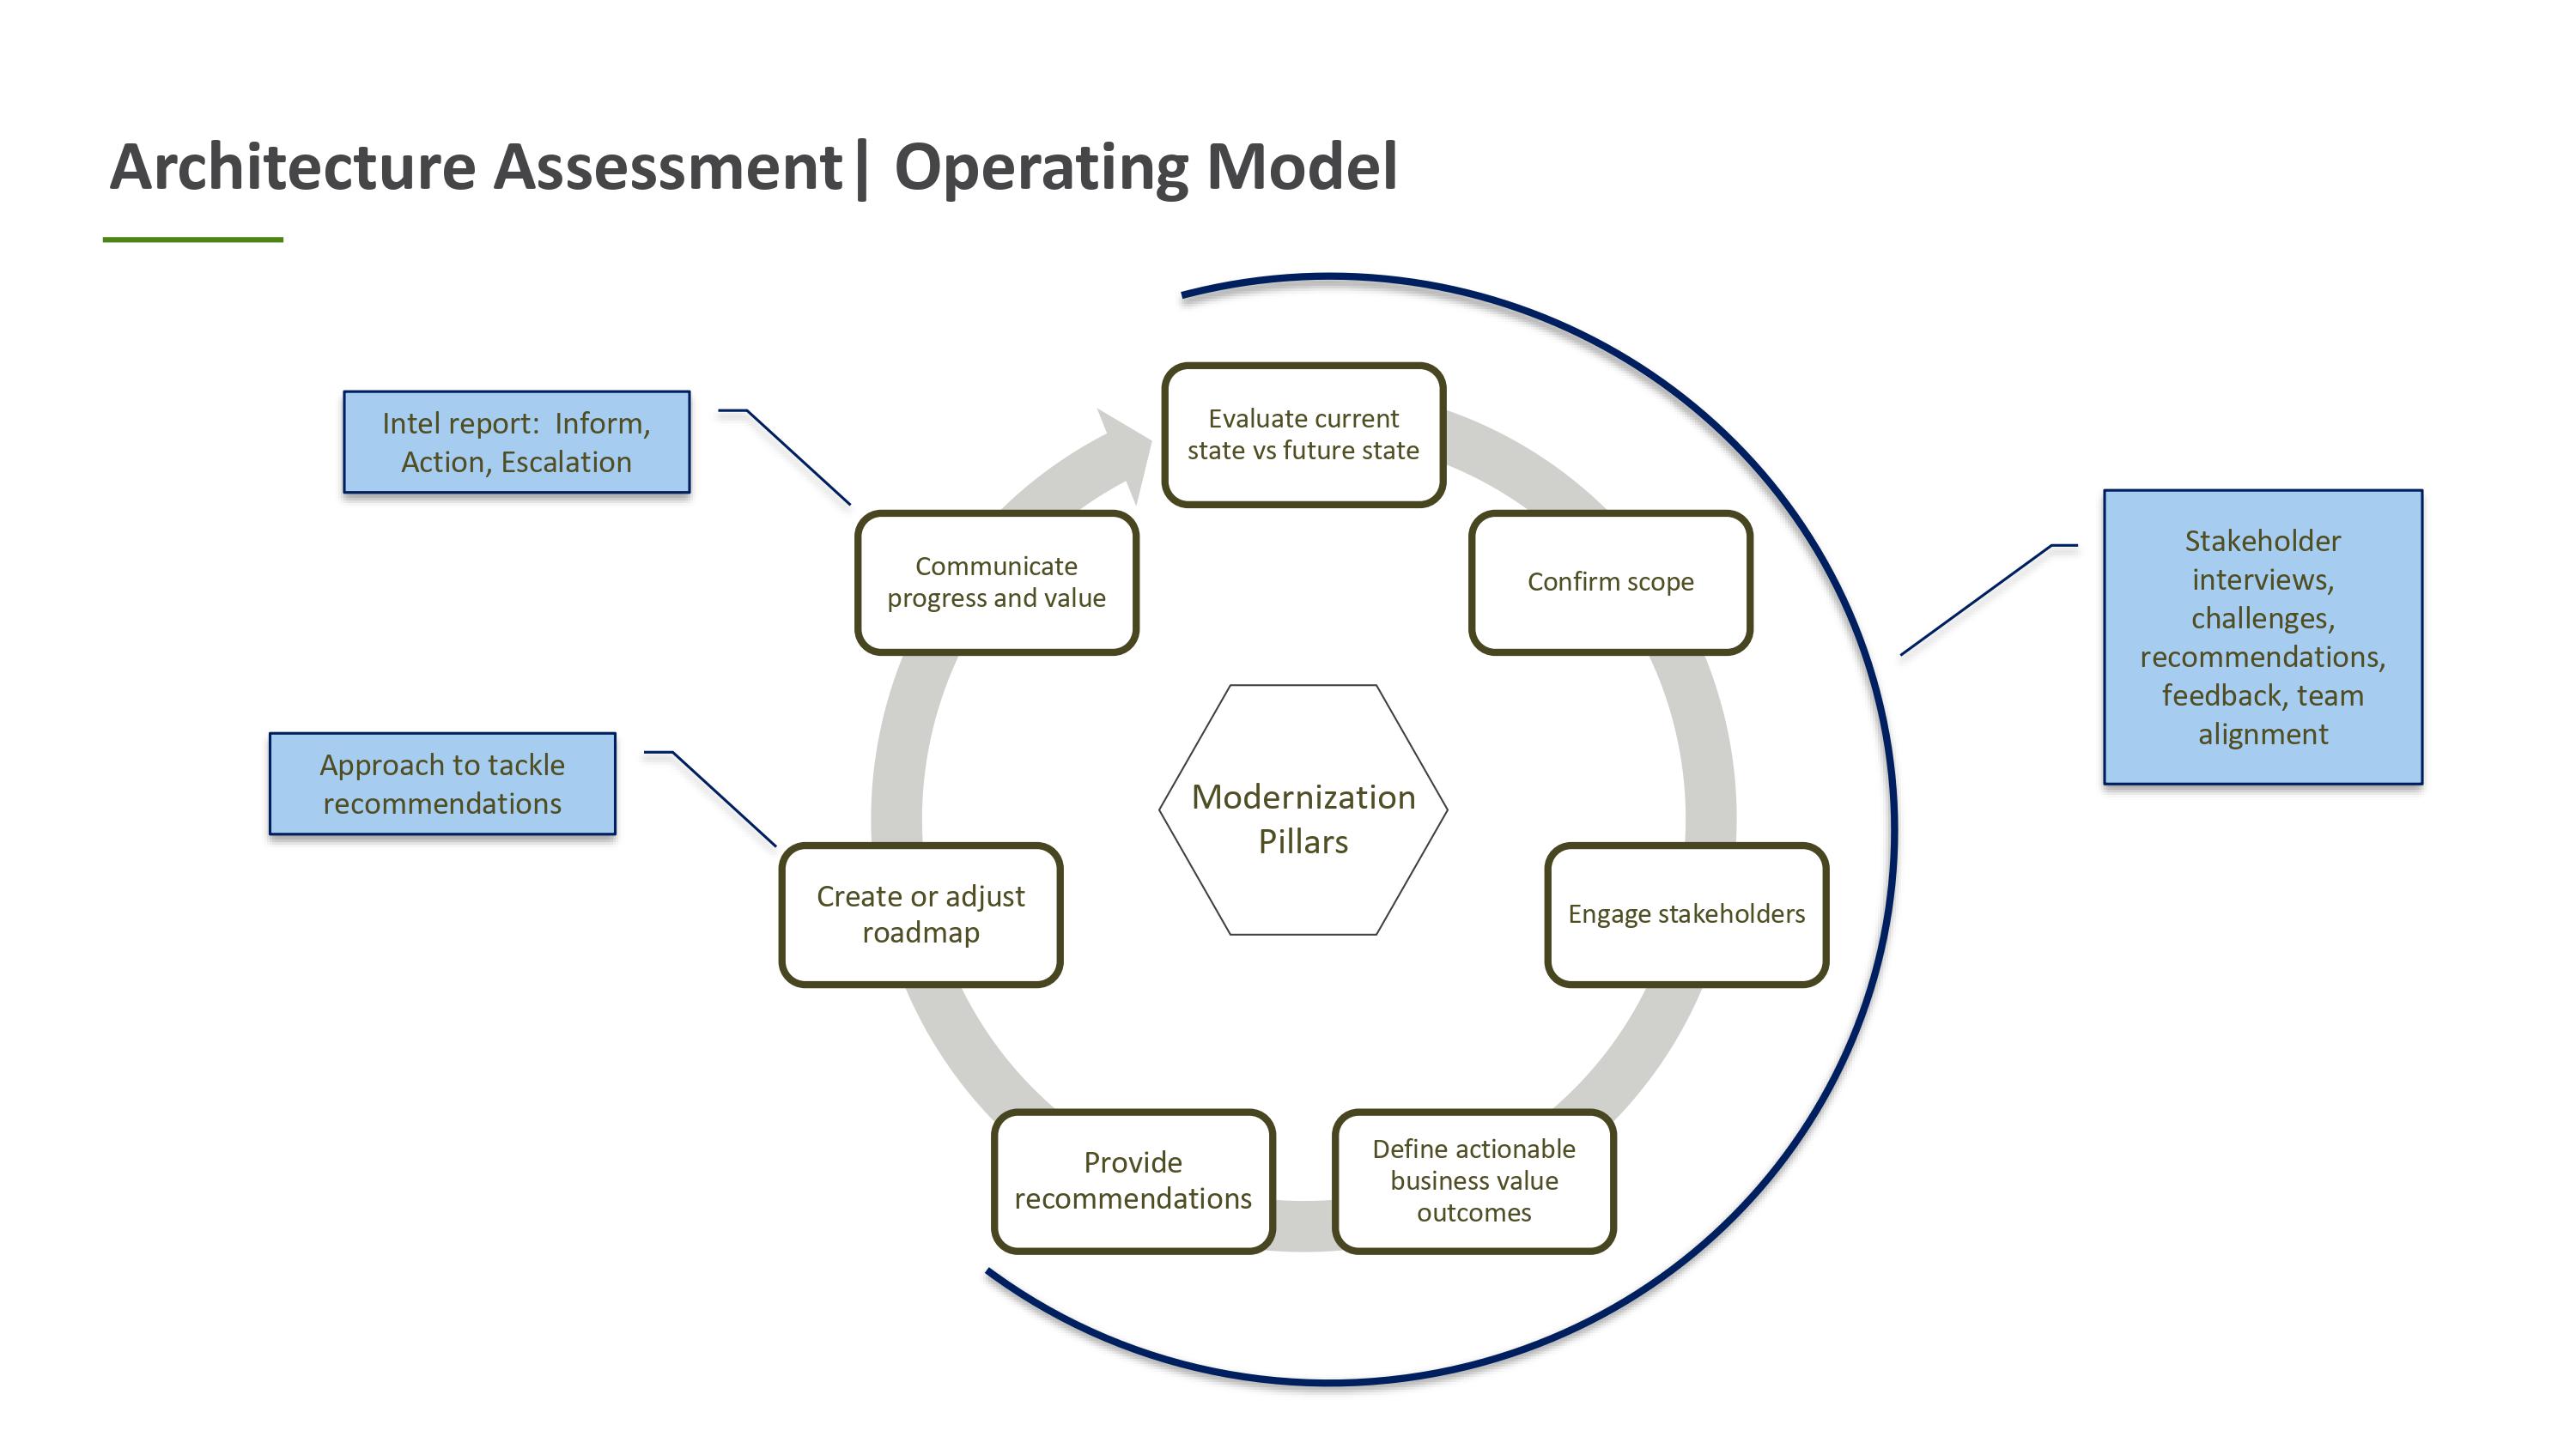 Architecture Assessment| Operating Model
Intel report:  Inform,
Action, Escalation
Evaluate current
state vs future state
Communicate
progress and value
Confirm scope
Stakeholder
interviews,
challenges,
recommendations,
feedback, team
alignment
Approach to tackle
recommendations
Modernization
Pillars
Create or adjust
roadmap
Engage stakeholders
Provide
recommendations
Define actionable
business value
outcomes